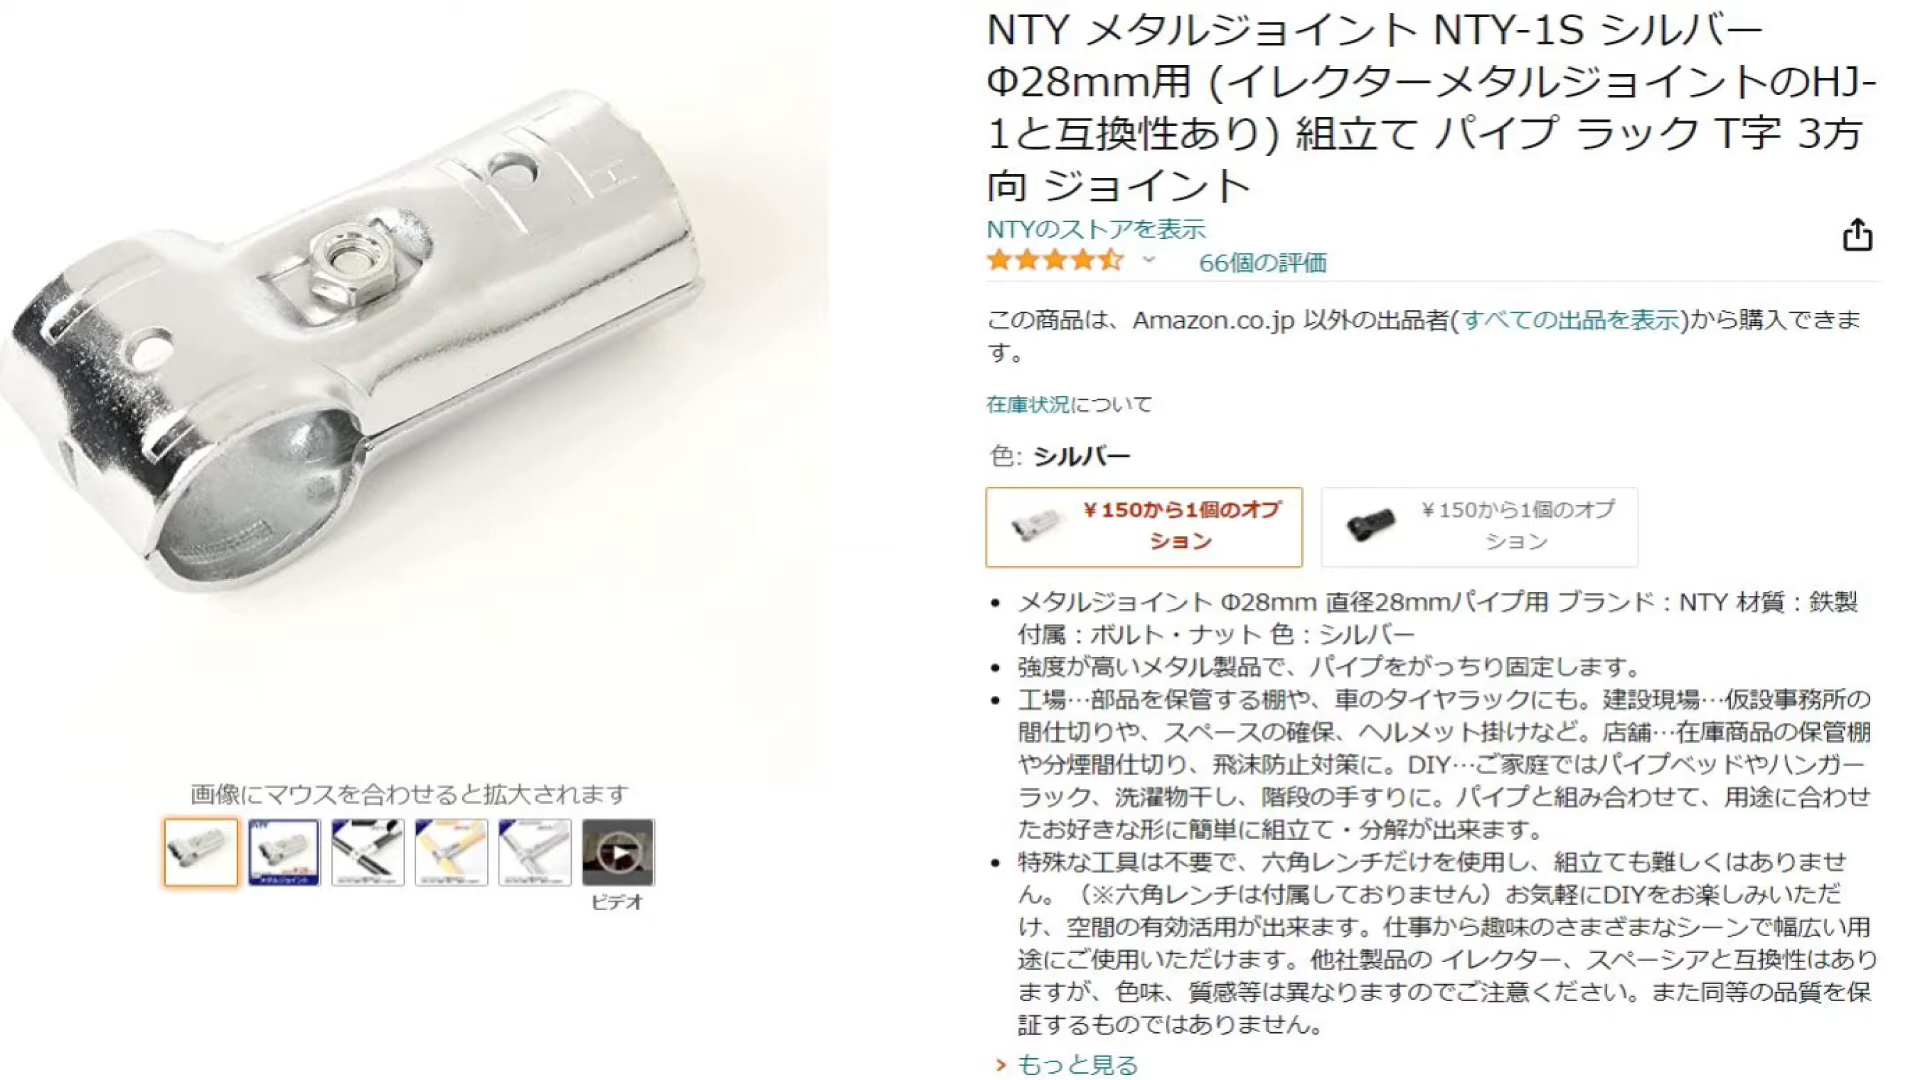 NTY メタルジョイント NTY-1S シルバー
Φ28mm用 (イレクターメタルジョイントのHJ-
1と互換性あり) 組立て パイプ ラック T字 3方
向 ジョイント
NTYのストアを表示
66個の評価
この商品は、Amazon.co.jp 以外の出品者(すべての出品を表示)から購入できま
す。
在庫状況について
色: シルバー
￥150から1個のオプ
ション
￥150から1個のオプ
ション
• メタルジョイント Φ28mm 直径28mmパイプ用 ブランド：NTY 材質：鉄製
付属：ボルト・ナット 色：シルバー
• 強度が高いメタル製品で、パイプをがっちり固定します。
• 工場…部品を保管する棚や、車のタイヤラックにも。建設現場…仮設事務所の
間仕切りや、スペースの確保、ヘルメット掛けなど。店舗…在庫商品の保管棚
や分煙間仕切り、飛沫防止対策に。DIY…ご家庭ではパイプベッドやハンガー
ラック、洗濯物干し、階段の手すりに。パイプと組み合わせて、用途に合わせ
たお好きな形に簡単に組立て・分解が出来ます。
• 特殊な工具は不要で、六角レンチだけを使用し、組立ても難しくはありませ
ん。（※六角レンチは付属しておりません）お気軽にDIYをお楽しみいただ
け、空間の有効活用が出来ます。仕事から趣味のさまざまなシーンで幅広い用
途にご使用いただけます。他社製品の イレクター、スペーシアと互換性はあり
ますが、色味、質感等は異なりますのでご注意ください。また同等の品質を保
証するものではありません。
› もっと見る
画像にマウスを合わせると拡大されます
NTY
メタルジョイント
ビデオ